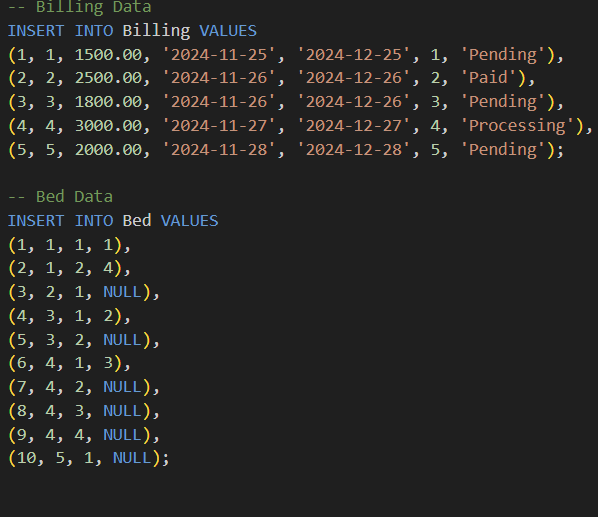 -- Billing Data
INSERT INTO Billing VALUES
(1, 1, 1500.00, '2024-11-25', '2024-12-25', 1, 'Pending'),
(2, 2, 2500.00, '2024-11-26', '2024-12-26', 2, 'Paid'),
(3, 3, 1800.00, '2024-11-26', '2024-12-26', 3, 'Pending'),
(4, 4, 3000.00, '2024-11-27', '2024-12-27', 4, 'Processing'),
(5, 5, 2000.00, '2024-11-28', '2024-12-28', 5, 'Pending');
-- Bed Data
INSERT INTO Bed VALUES
(1, 1, 1, 1),
(2, 1, 2, 4),
(3, 2, 1, NULL),
(4, 3, 1, 2),
(5, 3, 2, NULL),
(6, 4, 1, 3),
(7, 4, 2, NULL),
(8, 4, 3, NULL),
(9, 4, 4, NULL),
(10, 5, 1, NULL);